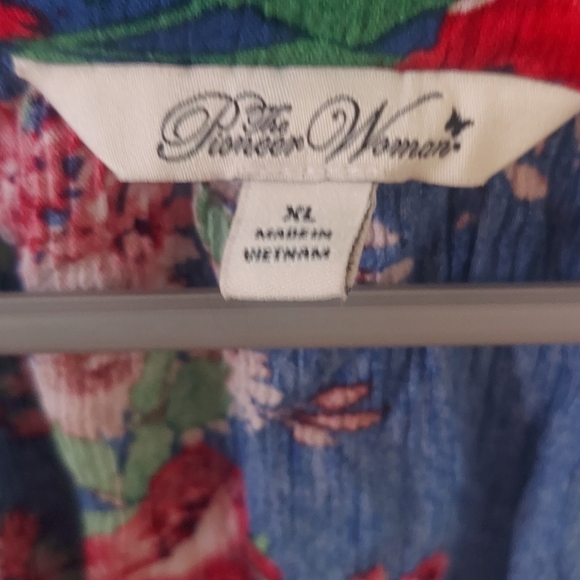 The
Pioneer Woman
XL
MADE IN
VIETNAM